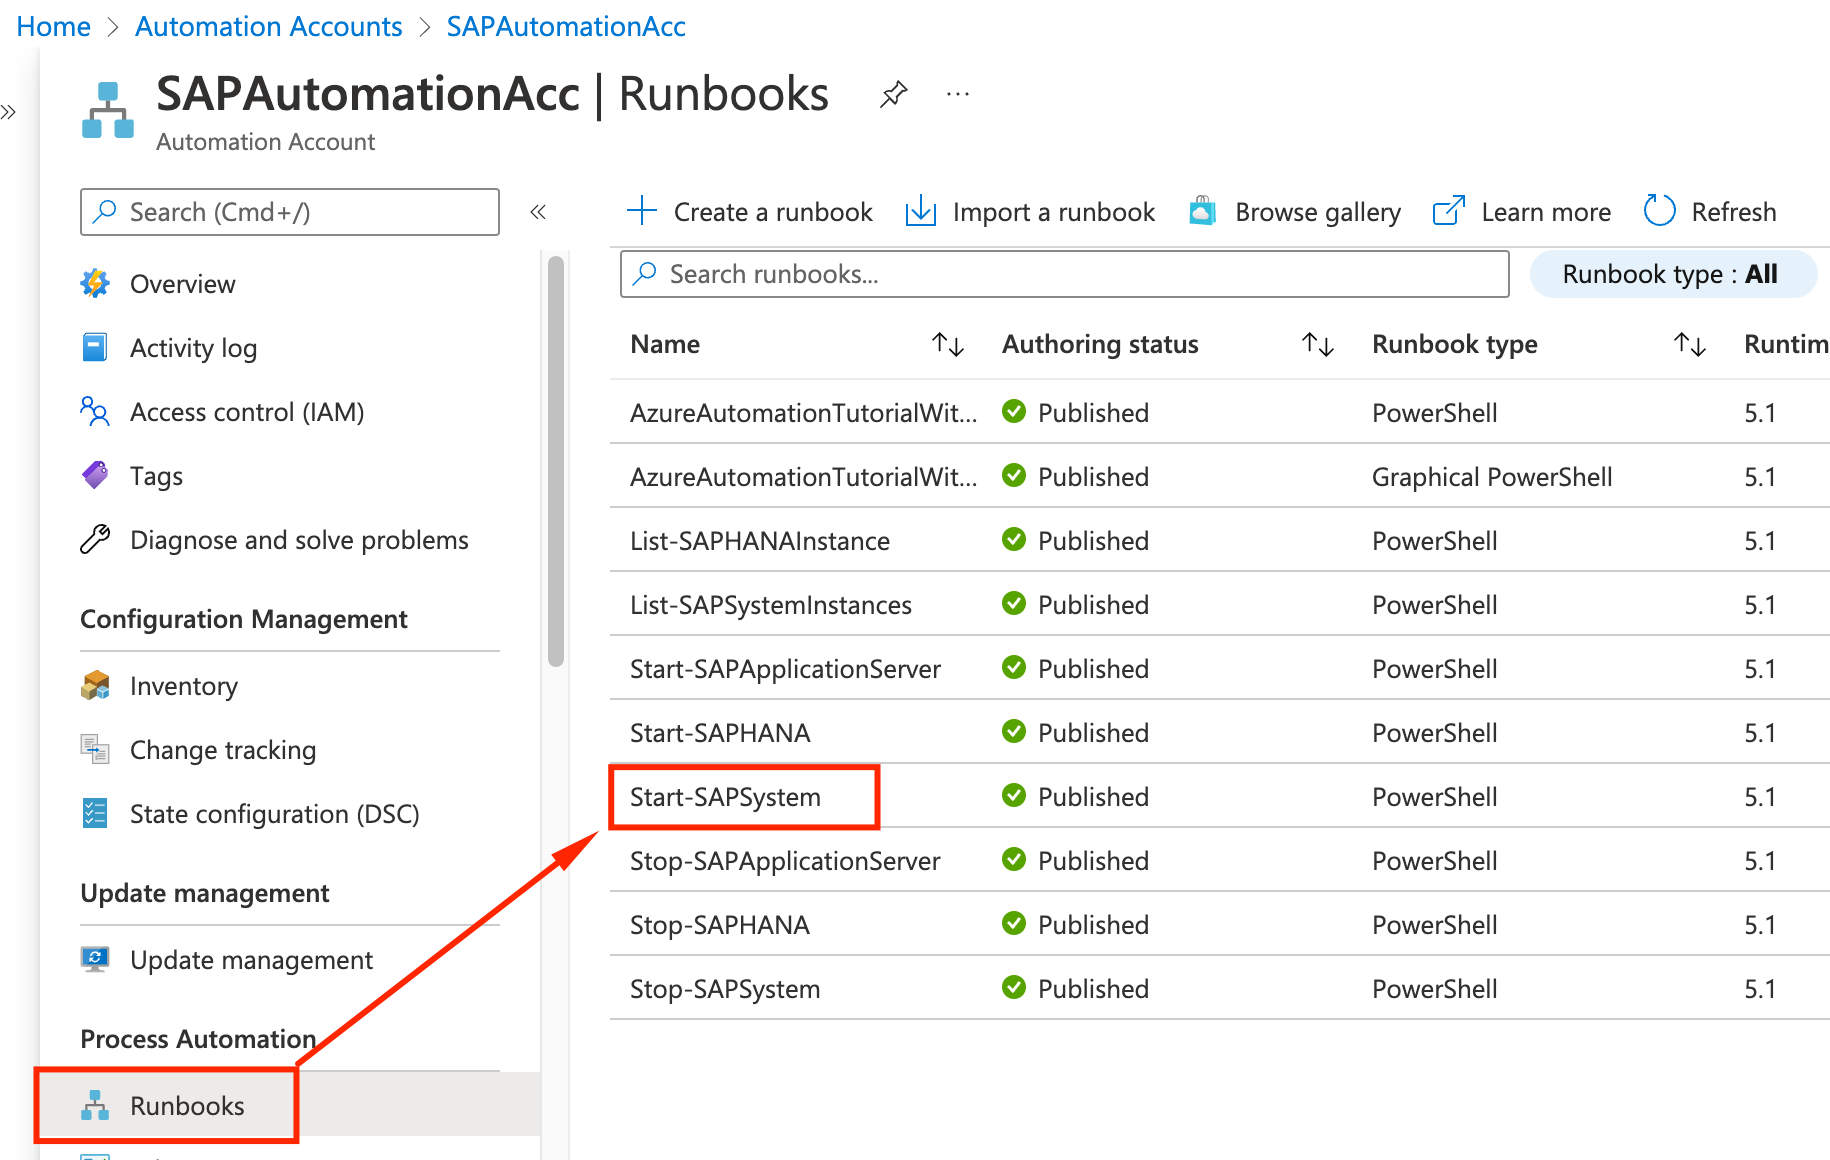 Home > Automation Accounts > SAPAutomationAcc
SAPAutomationAcc | Runbooks
Automation Account
Search (Cmd+/)
Create a runbook Import a runbook Browse gallery Learn more Refresh
Search runbooks...
Runbook type : All
Overview
Activity log
Access control (IAM)
Tags
Diagnose and solve problems
Configuration Management
Inventory
Change tracking
State configuration (DSC)
Update management
Update management
Process Automation
Runbooks
Name Authoring status Runbook type Runtim
AzureAutomationTutorialWit... Published PowerShell 5.1
AzureAutomationTutorialWit... Published Graphical PowerShell 5.1
List-SAPHANAInstance Published PowerShell 5.1
List-SAPSystemInstances Published PowerShell 5.1
Start-SAPApplicationServer Published PowerShell 5.1
Start-SAPHANA Published PowerShell 5.1
Start-SAPSystem Published PowerShell 5.1
Stop-SAPApplicationServer Published PowerShell 5.1
Stop-SAPHANA Published PowerShell 5.1
Stop-SAPSystem Published PowerShell 5.1